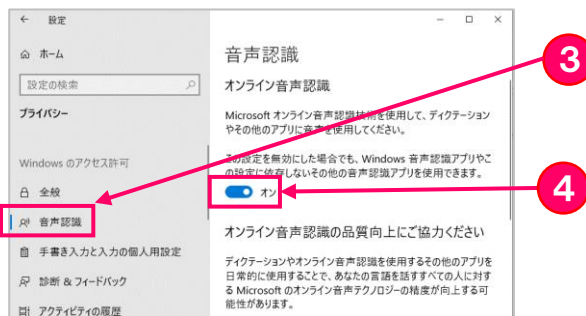 設定
ホーム
設定の検索
プライバシー
Windows のアクセス許可
全般
音声認識
手書き入力と入力の個人用設定
診断 & フィードバック
アクティビティの履歴
音声認識
オンライン音声認識
Microsoft オンライン音声認識技術を使用して、ディクテーション
やその他のアプリに音声を使用してください。
この設定を無効にした場合でも、Windows 音声認識アプリやこ
の設定に依存しないその他の音声認識アプリを使用できます。
オン
オンライン音声認識の品質向上にご協力ください
ディクテーションやオンライン音声認識を使用するその他のアプリを
日常的に使用することで、あなたの言語を話すすべての人に対す
る Microsoft のオンライン音声テクノロジーの精度が向上する可
能性があります。
3
4